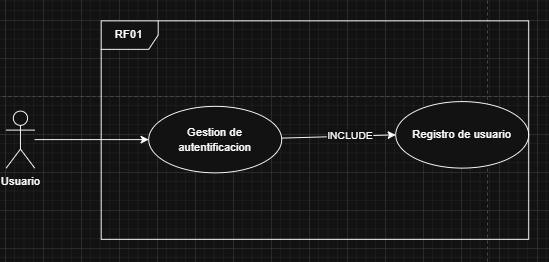 RF01
Gestion de
autentificacion
INCLUDE
Registro de usuario
Usuario